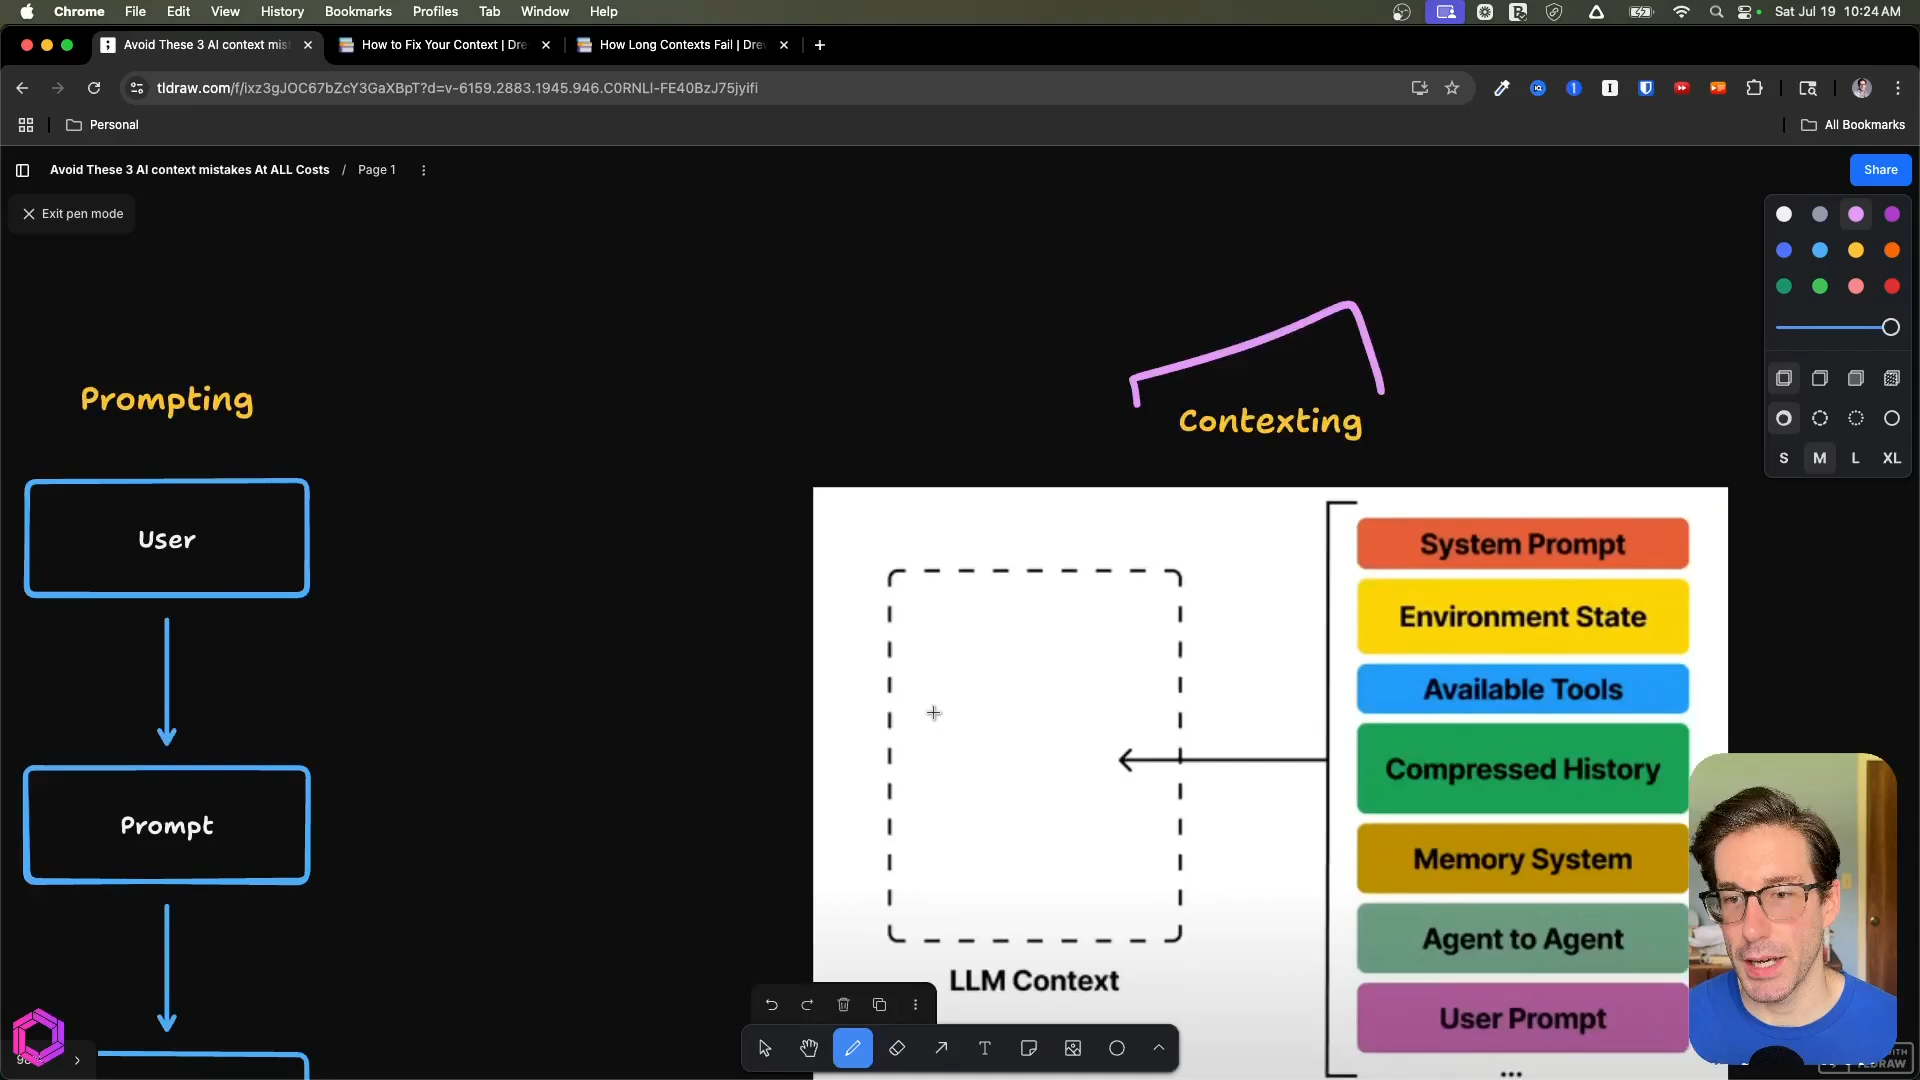 Chrome File Edit View History Bookmarks Profiles Tab Window Help Sat Jul 19 10:24 AM
Avoid These 3 AI context mis How to Fix Your Context | Dre How Long Contexts Fail | Drew
tldraw.com/f/ixz3gJOC67bZcY3GaXBpT?d=v-6159.2883.1945.946.C0RNLI-FE40BzJ75jyifi
Personal All Bookmarks
Avoid These 3 AI context mistakes At ALL Costs / Page 1
Share
Exit pen mode
S M L XL
Prompting
User
Prompt
Contexting
LLM Context
System Prompt
Environment State
Available Tools
Compressed History
Memory System
Agent to Agent
User Prompt
...